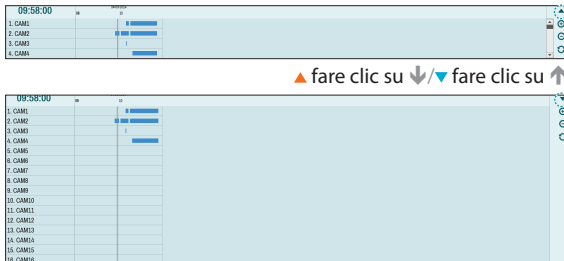 09:58:00
1. CAM1
2. CAM2
3. CAM3
4. CAM4
fare clic su / fare clic su
09:58:00
1. CAM1
2. CAM2
3. CAM3
4. CAM4
5. CAM5
6. CAM6
7. CAM7
8. CAM8
9. CAM9
10. CAM10
11. CAM11
12. CAM12
13. CAM13
14. CAM14
15. CAM15
16. CAM16